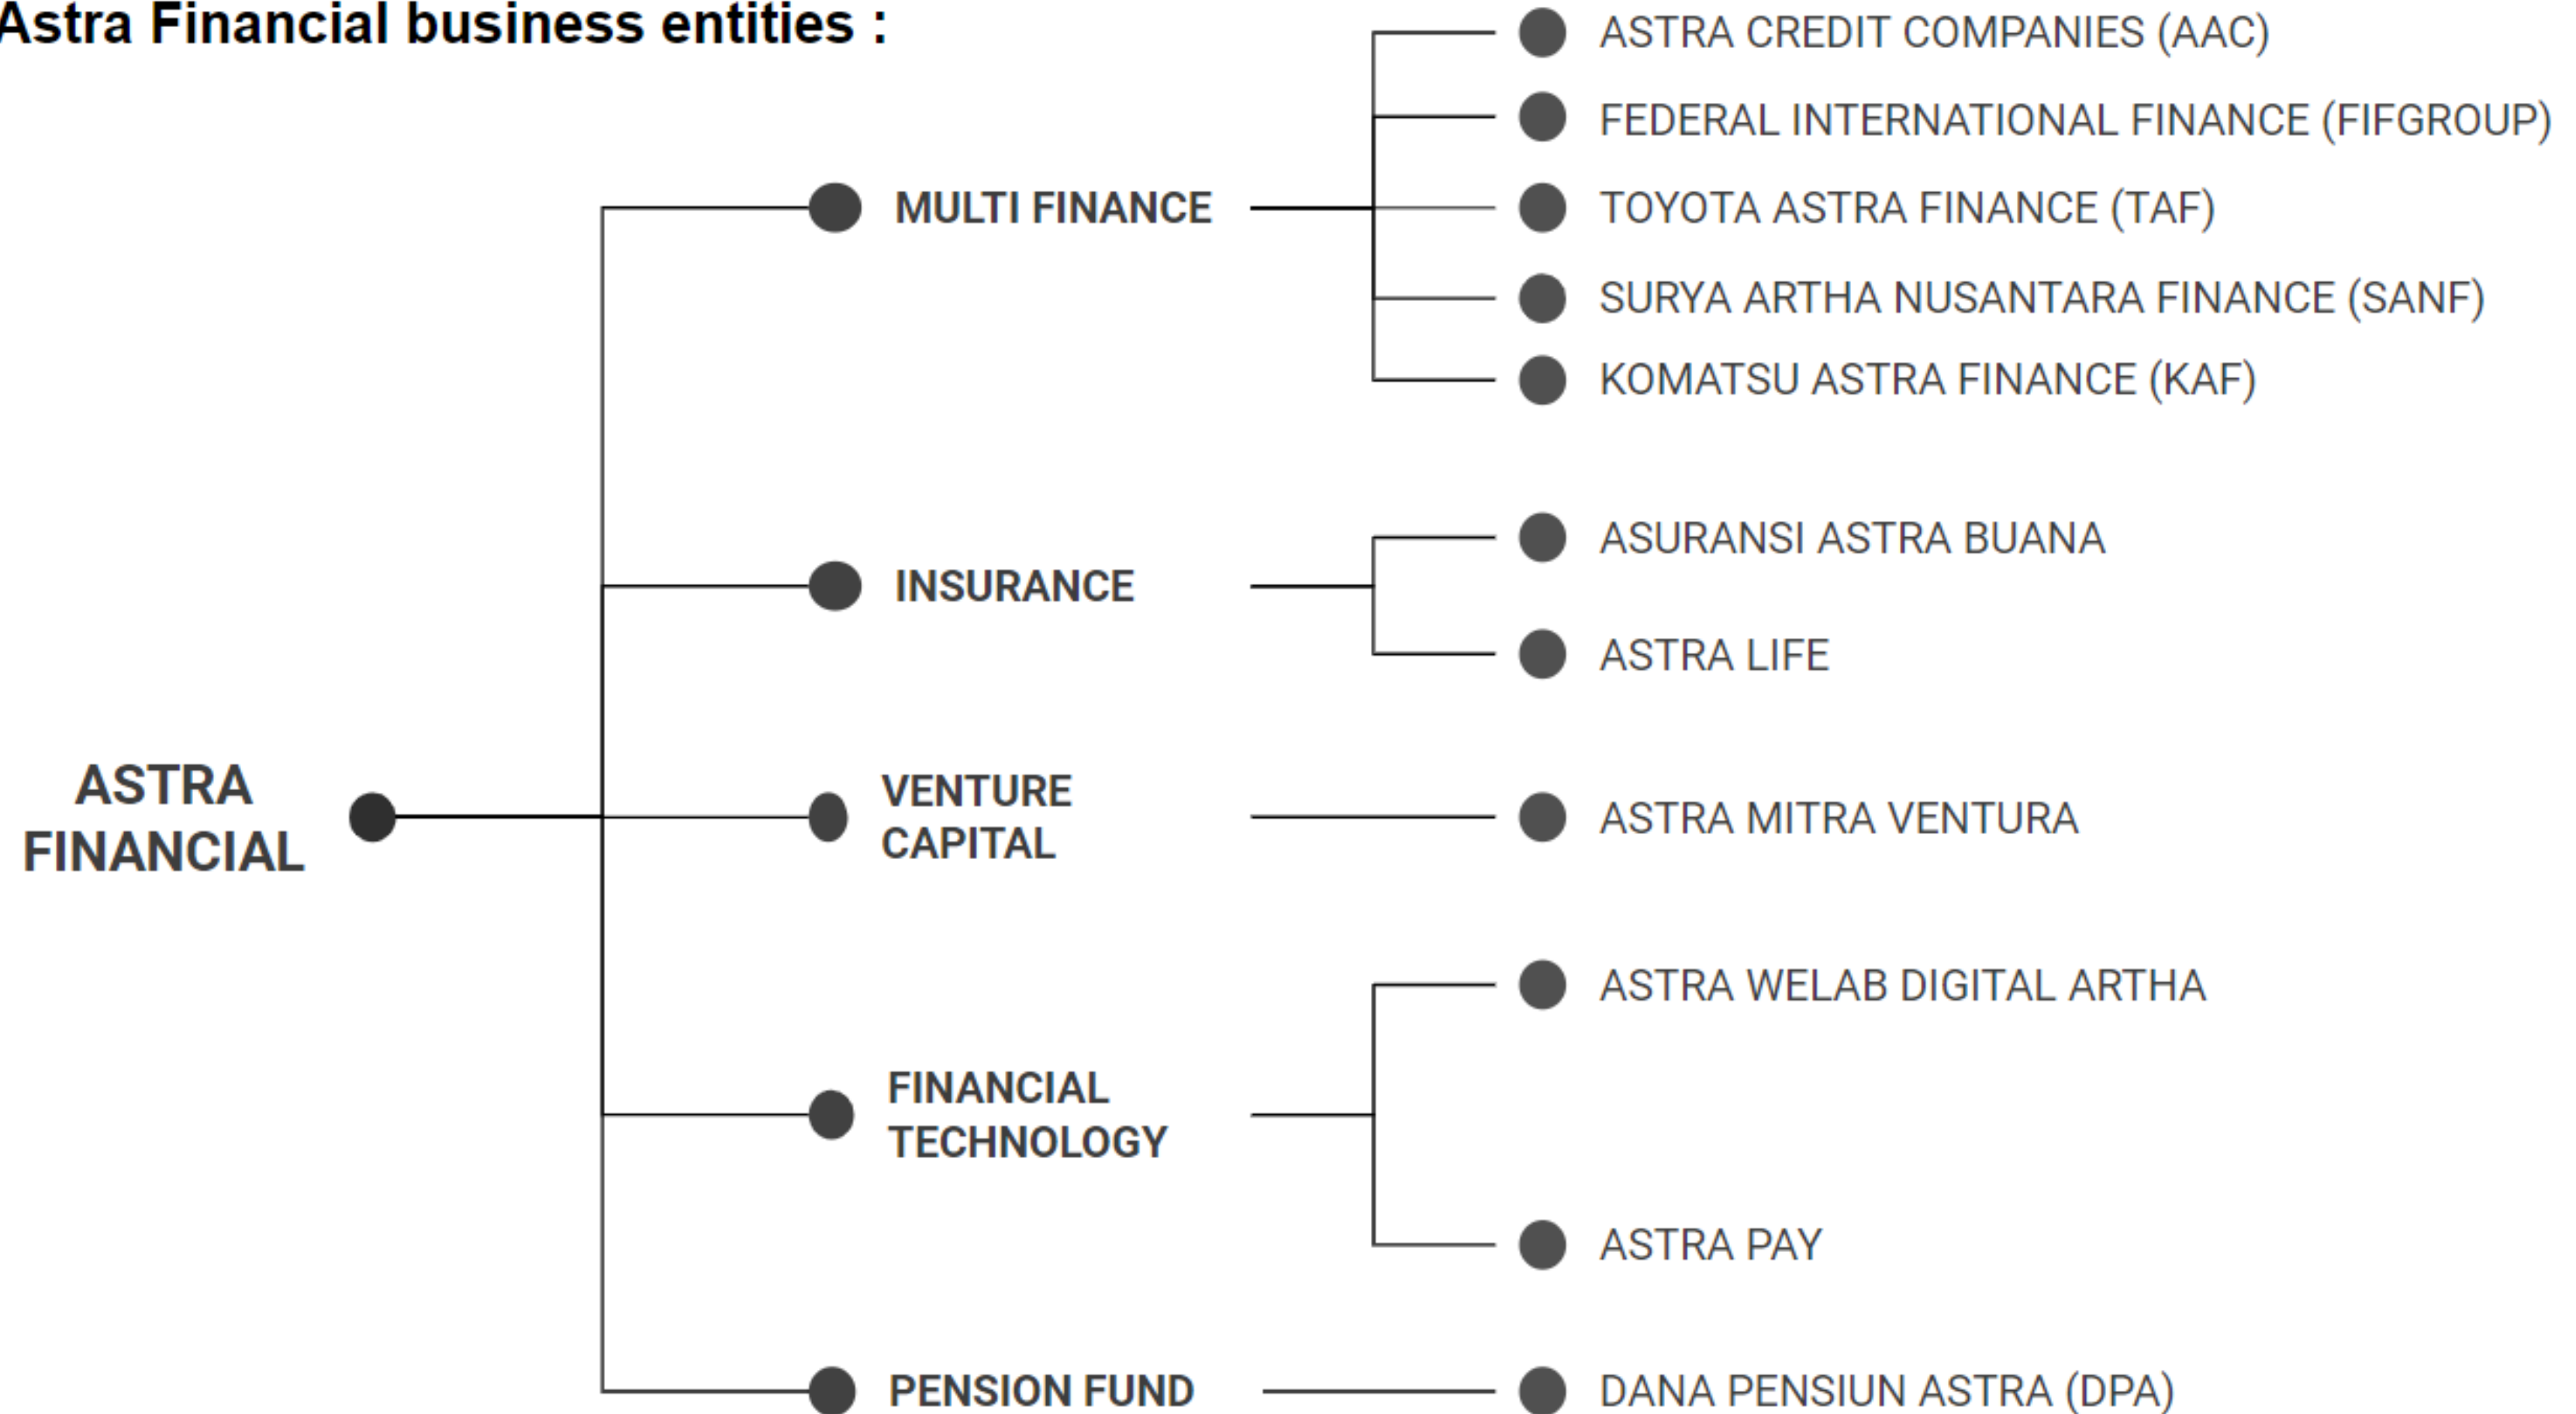 Astra Financial business entities :
ASTRA
FINANCIAL
MULTI FINANCE
ASTRA CREDIT COMPANIES (AAC)
FEDERAL INTERNATIONAL FINANCE (FIFGROUP)
TOYOTA ASTRA FINANCE (TAF)
SURYA ARTHA NUSANTARA FINANCE (SANF)
KOMATSU ASTRA FINANCE (KAF)
INSURANCE
ASURANSI ASTRA BUANA
ASTRA LIFE
VENTURE
CAPITAL
ASTRA MITRA VENTURA
FINANCIAL
TECHNOLOGY
ASTRA WELAB DIGITAL ARTHA
ASTRA PAY
PENSION FUND
DANA PENSIUN ASTRA (DPA)